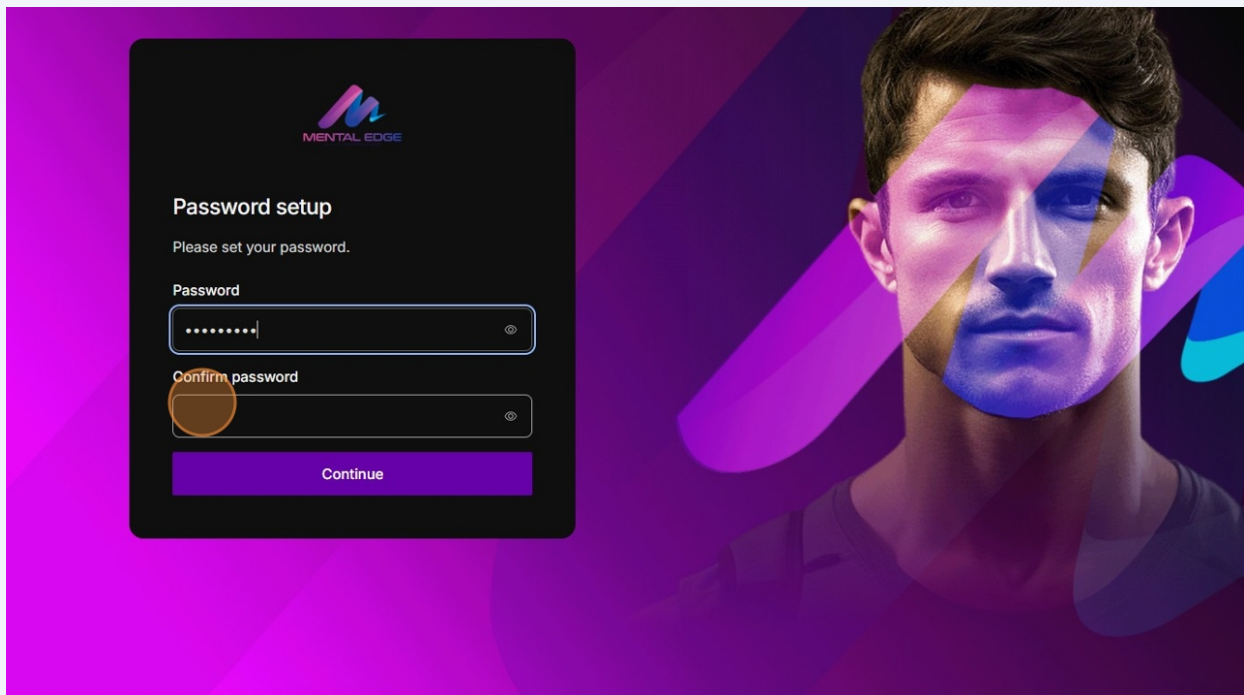 MENTAL EDGE
Password setup
Please set your password.
Password
•••••••••
Confirm password
Continue